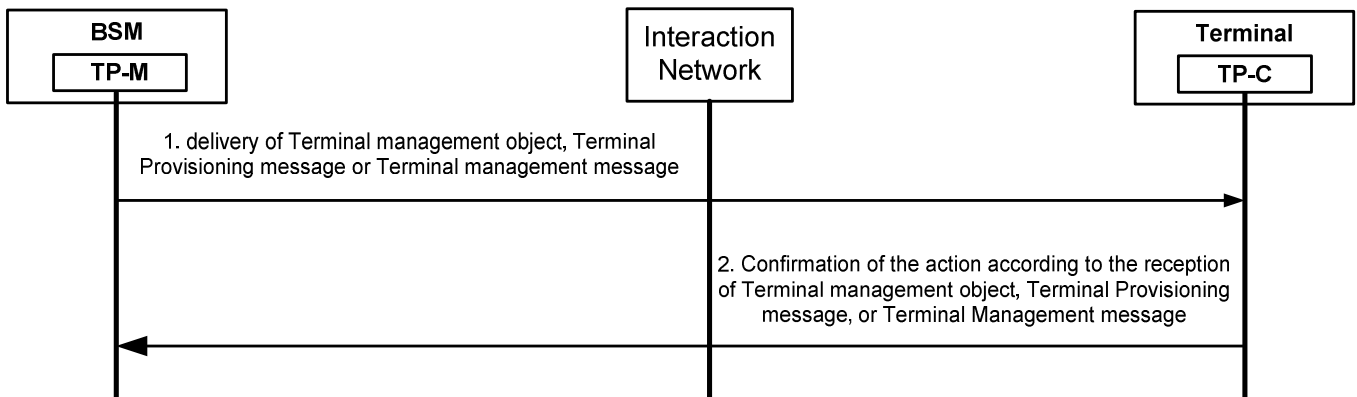 BSM
TP-M
Interaction
Network
Terminal
TP-C
1. delivery of Terminal management object, Terminal
Provisioning message or Terminal management message
2. Confirmation of the action according to the reception
of Terminal management object, Terminal Provisioning
message, or Terminal Management message